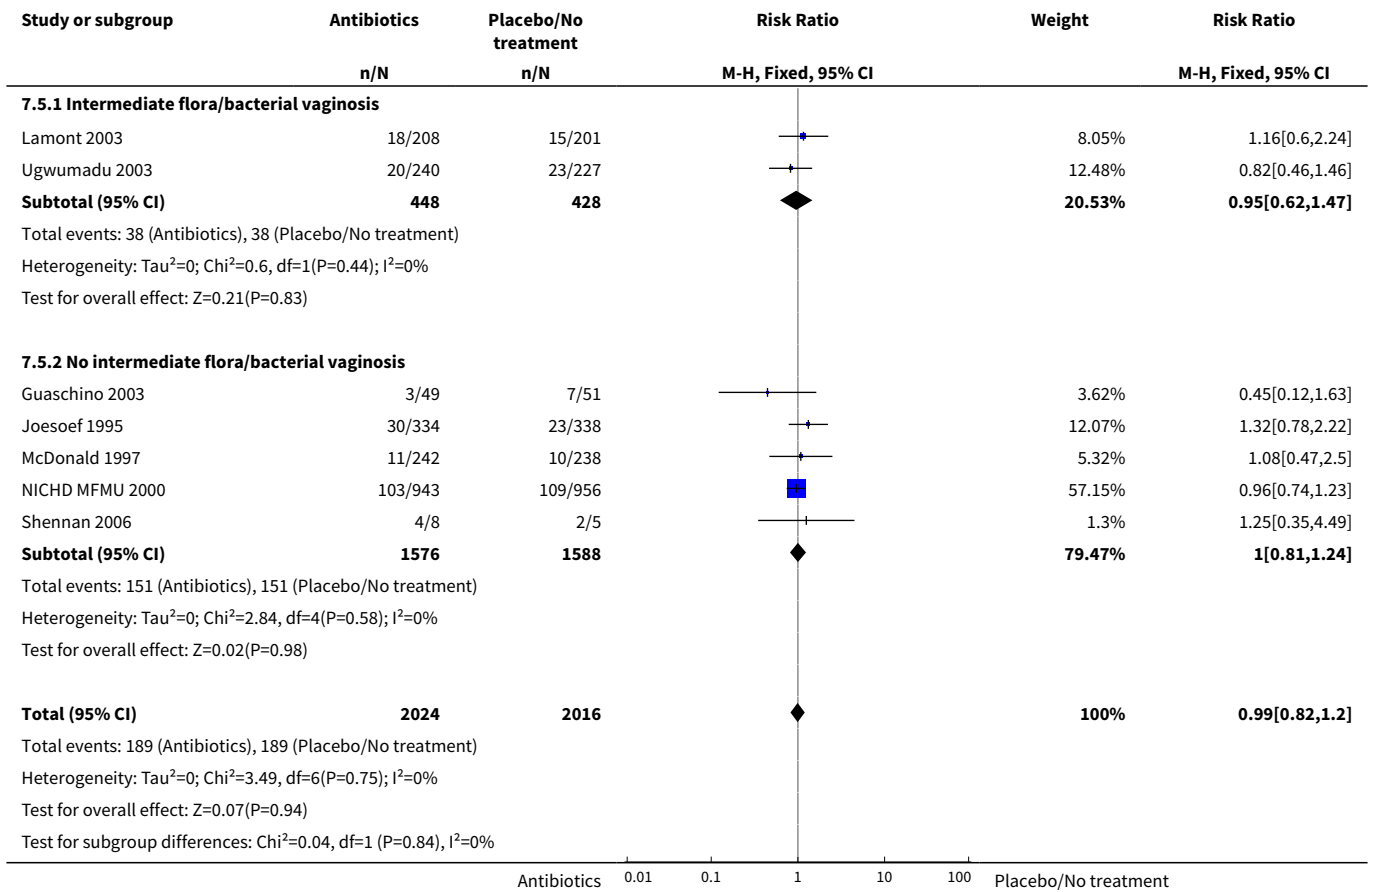 Study or subgroup Antibiotics Placebo/No treatment Risk Ratio Weight Risk Ratio
n/N n/N M-H, Fixed, 95% CI M-H, Fixed, 95% CI
7.5.1 Intermediate flora/bacterial vaginosis
Lamont 2003 18/208 15/201 8.05% 1.16[0.6,2.24]
Ugwumadu 2003 20/240 23/227 12.48% 0.82[0.46,1.46]
Subtotal (95% CI) 448 428 20.53% 0.95[0.62,1.47]
Total events: 38 (Antibiotics), 38 (Placebo/No treatment)
Heterogeneity: Tau²=0; Chi²=0.6, df=1(P=0.44); I²=0%
Test for overall effect: Z=0.21(P=0.83)
7.5.2 No intermediate flora/bacterial vaginosis
Guaschino 2003 3/49 7/51 3.62% 0.45[0.12,1.63]
Joesoef 1995 30/334 23/338 12.07% 1.32[0.78,2.22]
McDonald 1997 11/242 10/238 5.32% 1.08[0.47,2.5]
NICHD MFMU 2000 103/943 109/956 57.15% 0.96[0.74,1.23]
Shennan 2006 4/8 2/5 1.3% 1.25[0.35,4.49]
Subtotal (95% CI) 1576 1588 79.47% 1[0.81,1.24]
Total events: 151 (Antibiotics), 151 (Placebo/No treatment)
Heterogeneity: Tau²=0; Chi²=2.84, df=4(P=0.58); I²=0%
Test for overall effect: Z=0.02(P=0.98)
Total (95% CI) 2024 2016 100% 0.99[0.82,1.2]
Total events: 189 (Antibiotics), 189 (Placebo/No treatment)
Heterogeneity: Tau²=0; Chi²=3.49, df=6(P=0.75); I²=0%
Test for overall effect: Z=0.07(P=0.94)
Test for subgroup differences: Chi²=0.04, df=1 (P=0.84), I²=0%
Antibiotics 0.01 0.1 1 10 100 Placebo/No treatment